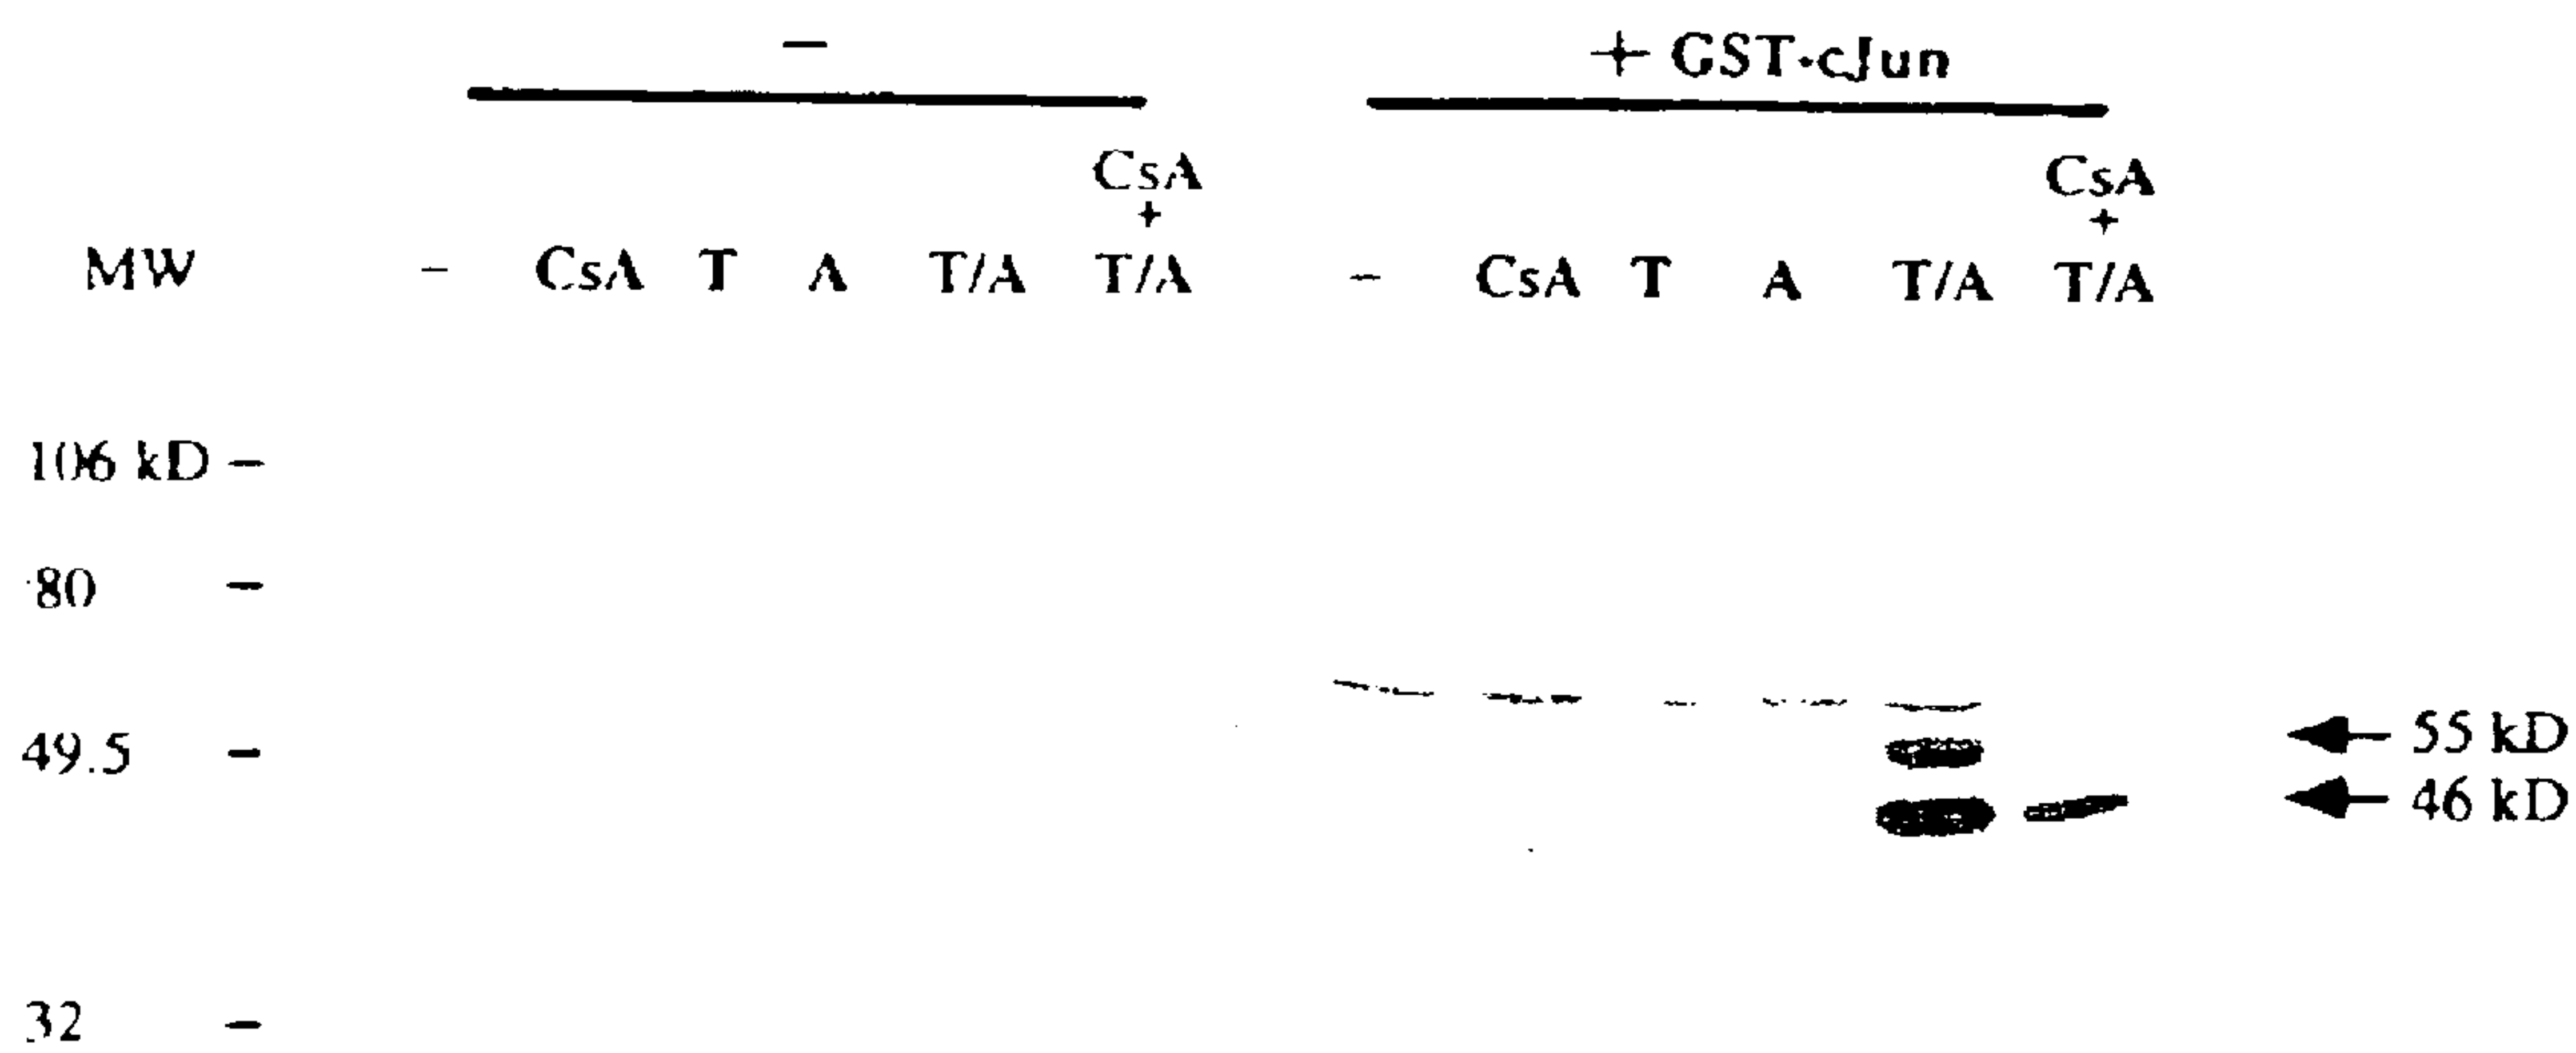 − + GST·cJun
CsA CsA
+ +
MW - CsA T A T/A T/A - CsA T A T/A T/A
106 kD -
80 -
49.5 -
55 kD
46 kD
32 -